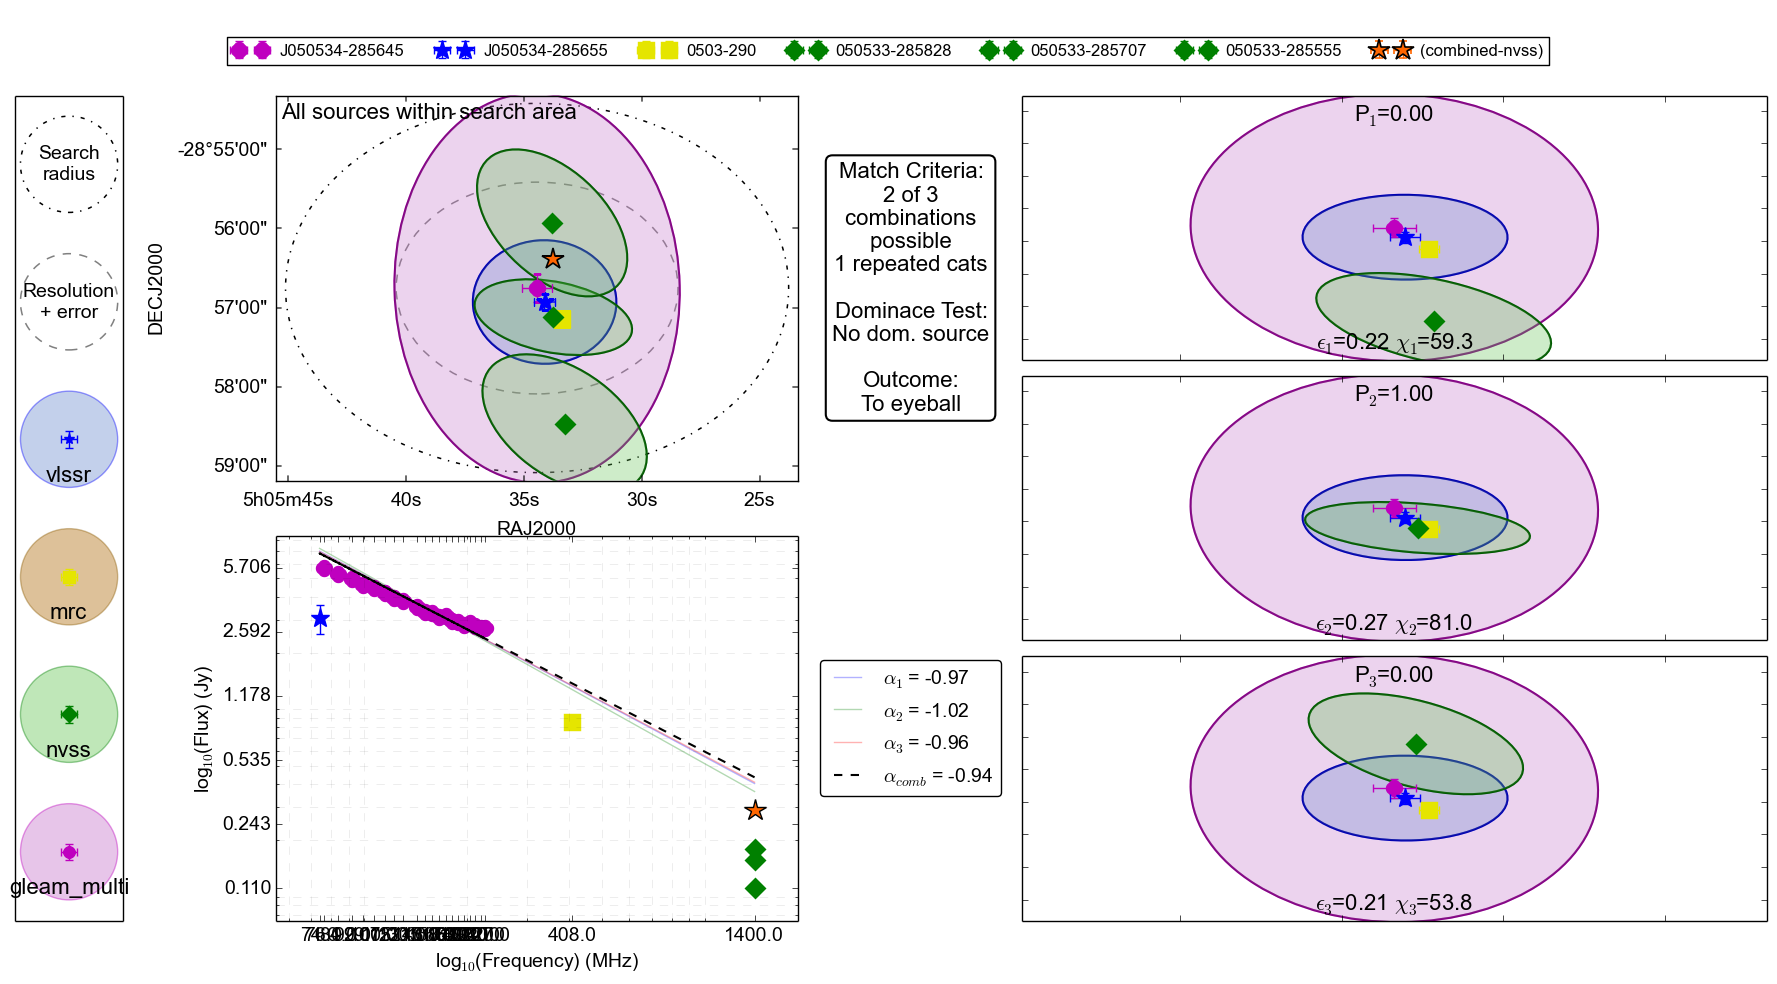 J050534-285645 J050534-285655 0503-290 050533-285828 050533-285707 050533-285555 (combined-nvss)
Search
radius
Resolution
+ error
vlssr
mrc
nvss
gleam_multi
All sources within search area
DECJ2000
-28°55'00"
56'00"
57'00"
58'00"
59'00"
5h05m45s 40s 35s 30s 25s
RAJ2000
Match Criteria:
2 of 3
combinations
possible
1 repeated cats
Dominace Test:
No dom. source
Outcome:
To eyeball
P1=0.00
ϵ1=0.22 χ1=59.3
P2=1.00
ϵ2=0.27 χ2=81.0
P3=0.00
ϵ3=0.21 χ3=53.8
log10(Flux) (Jy)
5.706
2.592
1.178
0.535
0.243
0.110
408.0 1400.0
log10(Frequency) (MHz)
α1 = -0.97
α2 = -1.02
α3 = -0.96
αcomb = -0.94